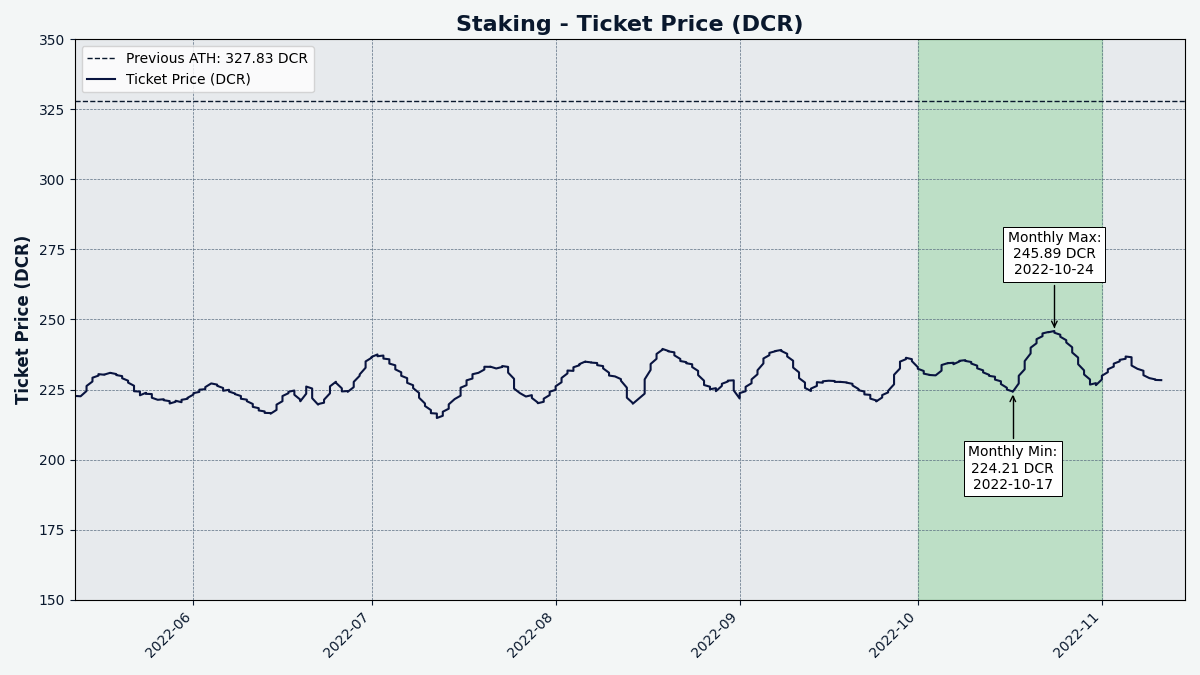 Staking - Ticket Price (DCR)
Previous ATH: 327.83 DCR
Ticket Price (DCR)
Ticket Price (DCR)
350
325
300
275
250
225
200
175
150
Monthly Max:
245.89 DCR
2022-10-24
Monthly Min:
224.21 DCR
2022-10-17
2022-06
2022-07
2022-08
2022-09
2022-10
2022-11